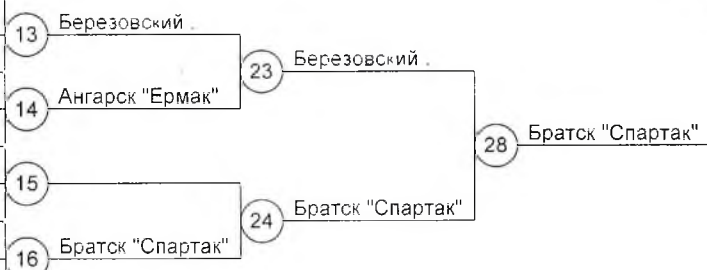 13 Березовский
23 Березовский
14 Ангарск "Ермак"
28 Братск "Спартак"
15
24 Братск "Спартак"
16 Братск "Спартак"